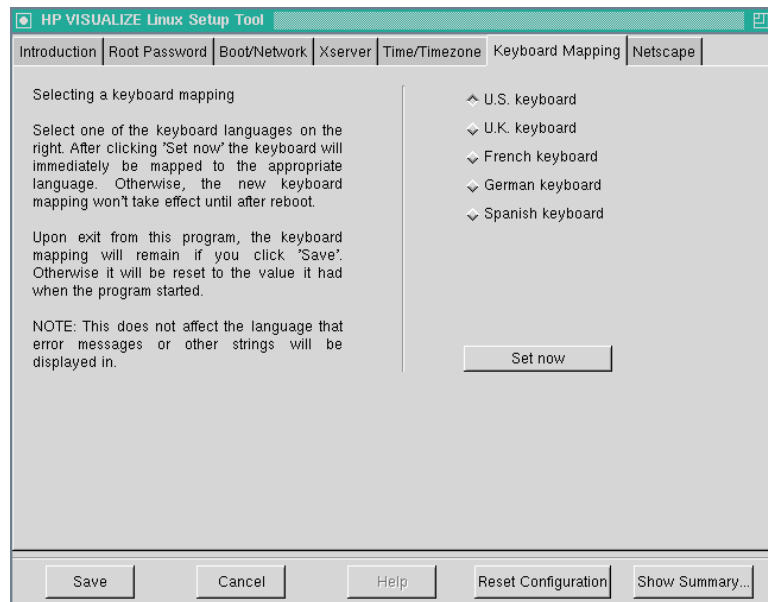 HP VISUALIZE Linux Setup Tool
Introduction Root Password Boot/Network Xserver Time/Timezone Keyboard Mapping Netscape
Selecting a keyboard mapping
Select one of the keyboard languages on the
right. After clicking 'Set now' the keyboard will
immediately be mapped to the appropriate
language. Otherwise, the new keyboard
mapping won't take effect until after reboot.
Upon exit from this program, the keyboard
mapping will remain if you click 'Save'.
Otherwise it will be reset to the value it had
when the program started.
NOTE: This does not affect the language that
error messages or other strings will be
displayed in.
U.S. keyboard
U.K. keyboard
French keyboard
German keyboard
Spanish keyboard
Set now
Save Cancel Help Reset Configuration Show Summary...